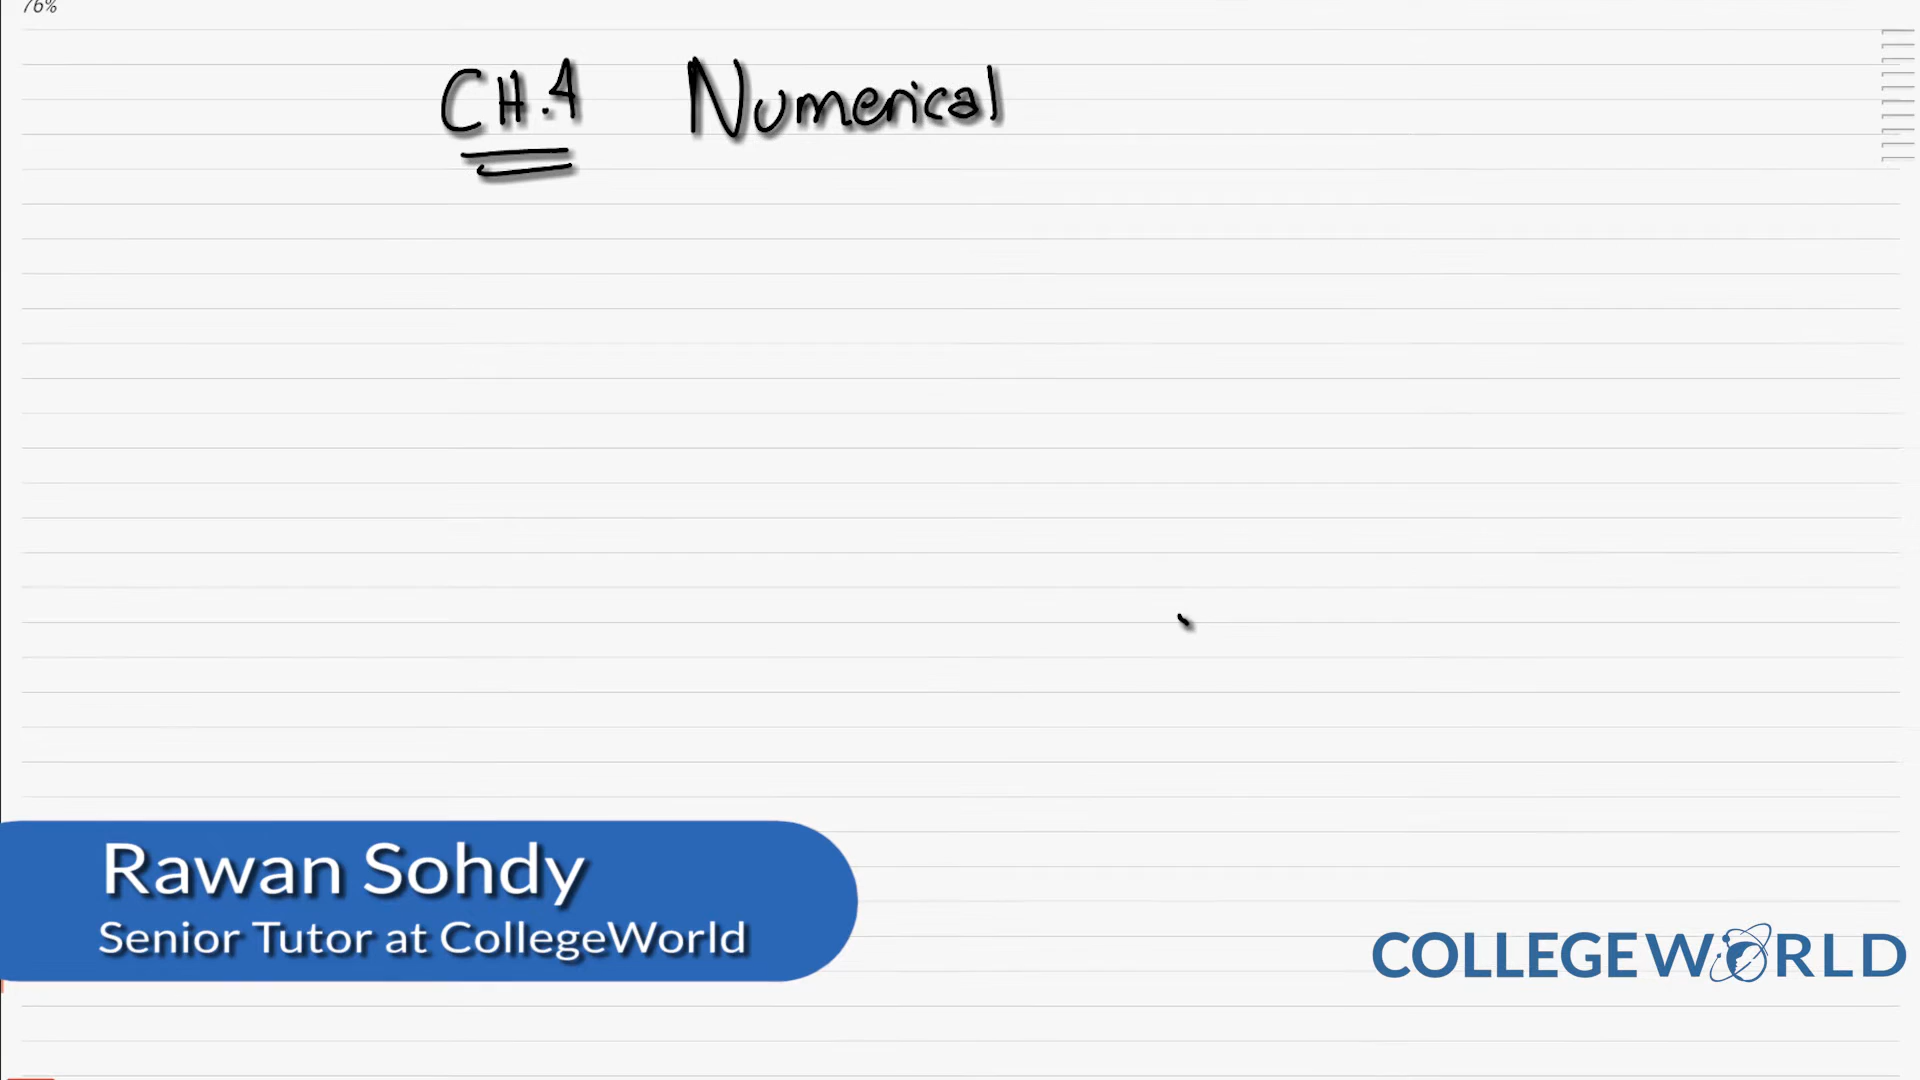 76%
CH.4 Numerical
Rawan Sohdy
Senior Tutor at CollegeWorld
COLLEGEWORLD